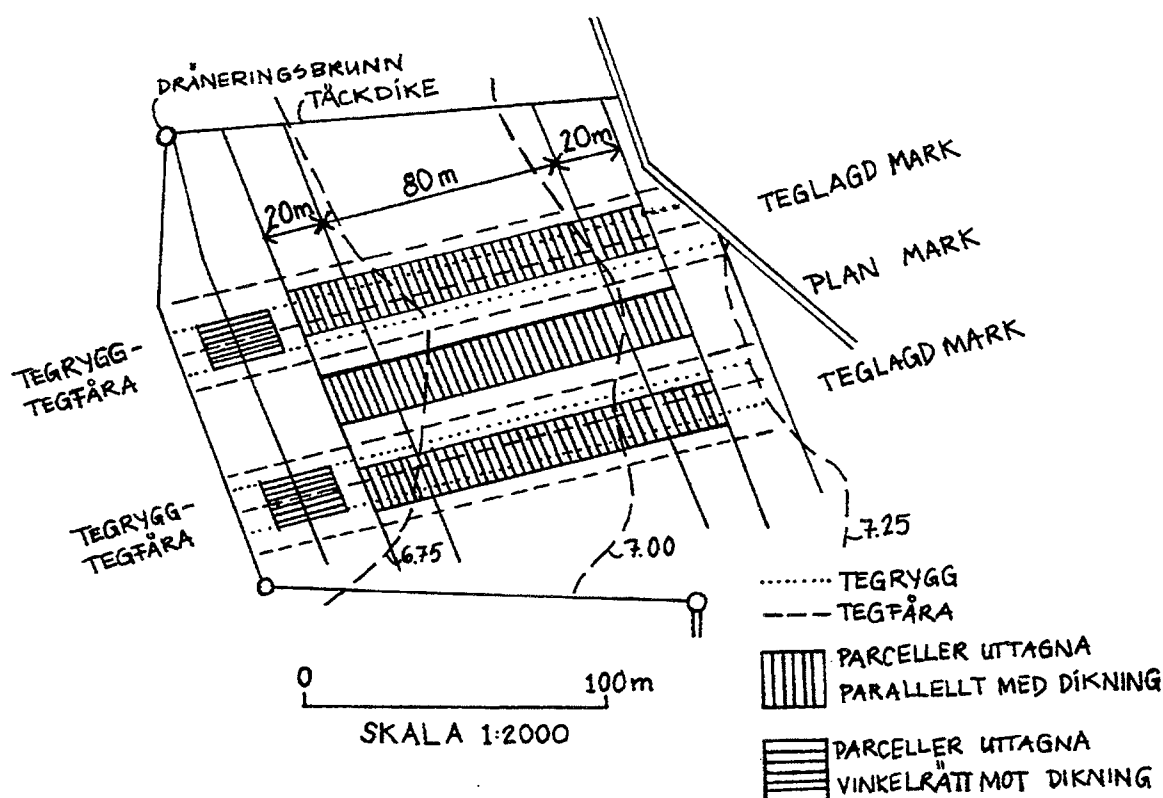 DRÄNERINGSBRUNN
TÄCKDIKE
20m
80m
20m
TEGLAGD MARK
PLAN MARK
TEGLAGD MARK
TEGRYGG-
TEGFÅRA
TEGRYGG-
TEGFÅRA
6.75
7.00
7.25
TEGRYGG
TEGFÅRA
PARCELLER UTTAGNA
PARALLELLT MED DIKNING
0
100m
SKALA 1:2000
PARCELLER UTTAGNA
VINKELRÄTT MOT DIKNING